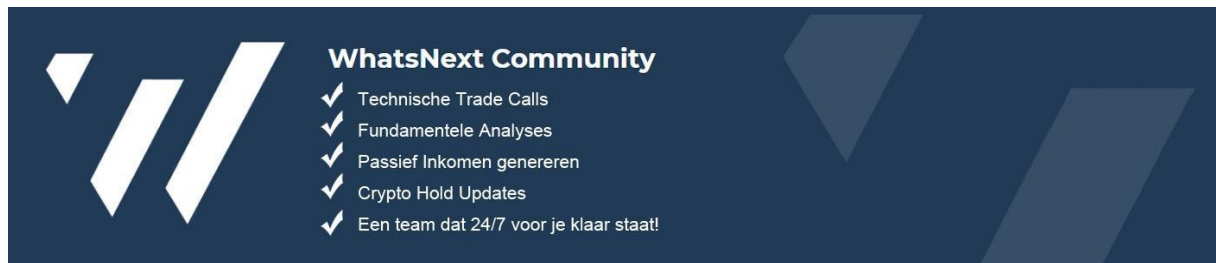 WhatsNext Community
Technische Trade Calls
Fundamentele Analyses
Passief Inkomen genereren
Crypto Hold Updates
Een team dat 24/7 voor je klaar staat!